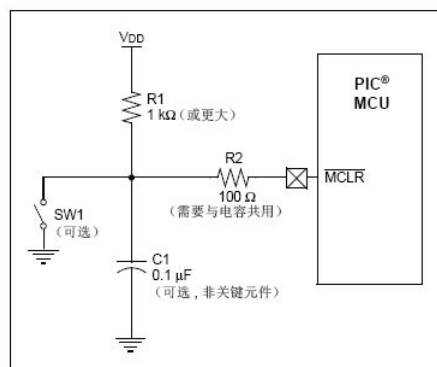 VDD
R1
1 kΩ(或更大)
PIC®
MCU
R2
100 Ω
(需要与电容共用)
MCLR
SW1
(可选)
C1
0.1 μF
(可选,非关键元件)